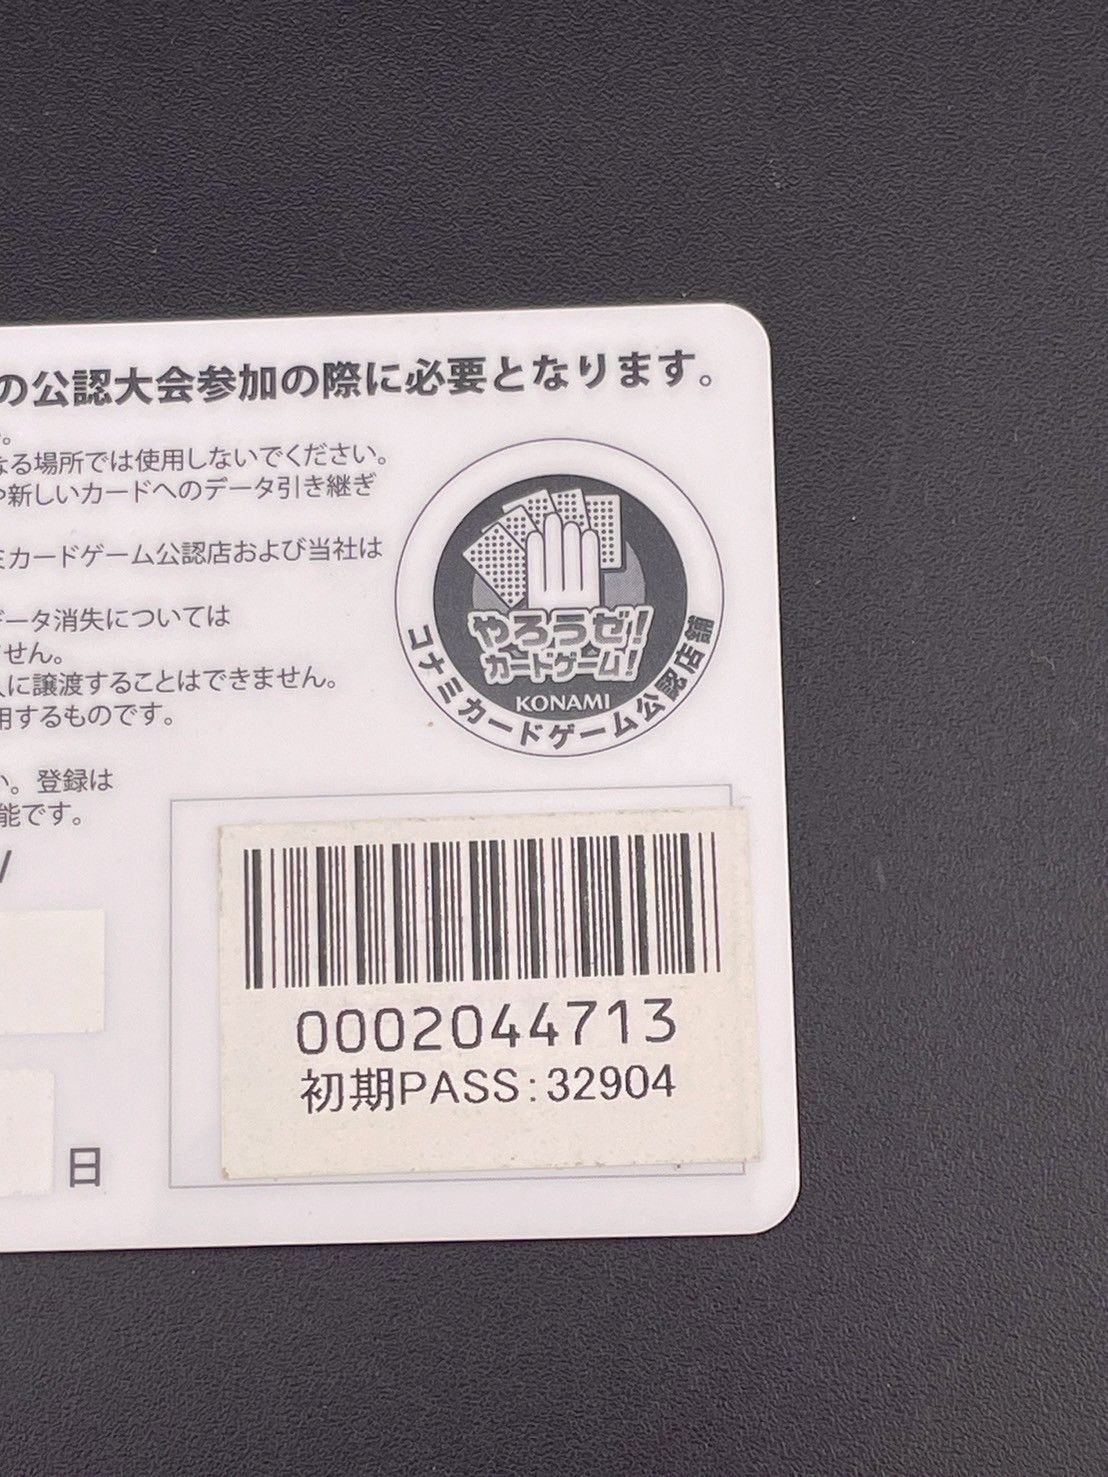 の公認大会参加の際に必要となります。
。
なる場所では使用しないでください。
や新しいカードへのデータ引き継ぎ
ミカードゲーム公認店および当社は
データ消失については
せん。
人に譲渡することはできません。
用するものです。
い。登録は
能です。
/
日
やろうゼ!
カードゲーム!
KONAMI
コナミカードゲーム公認店舗
0002044713
初期PASS:32904